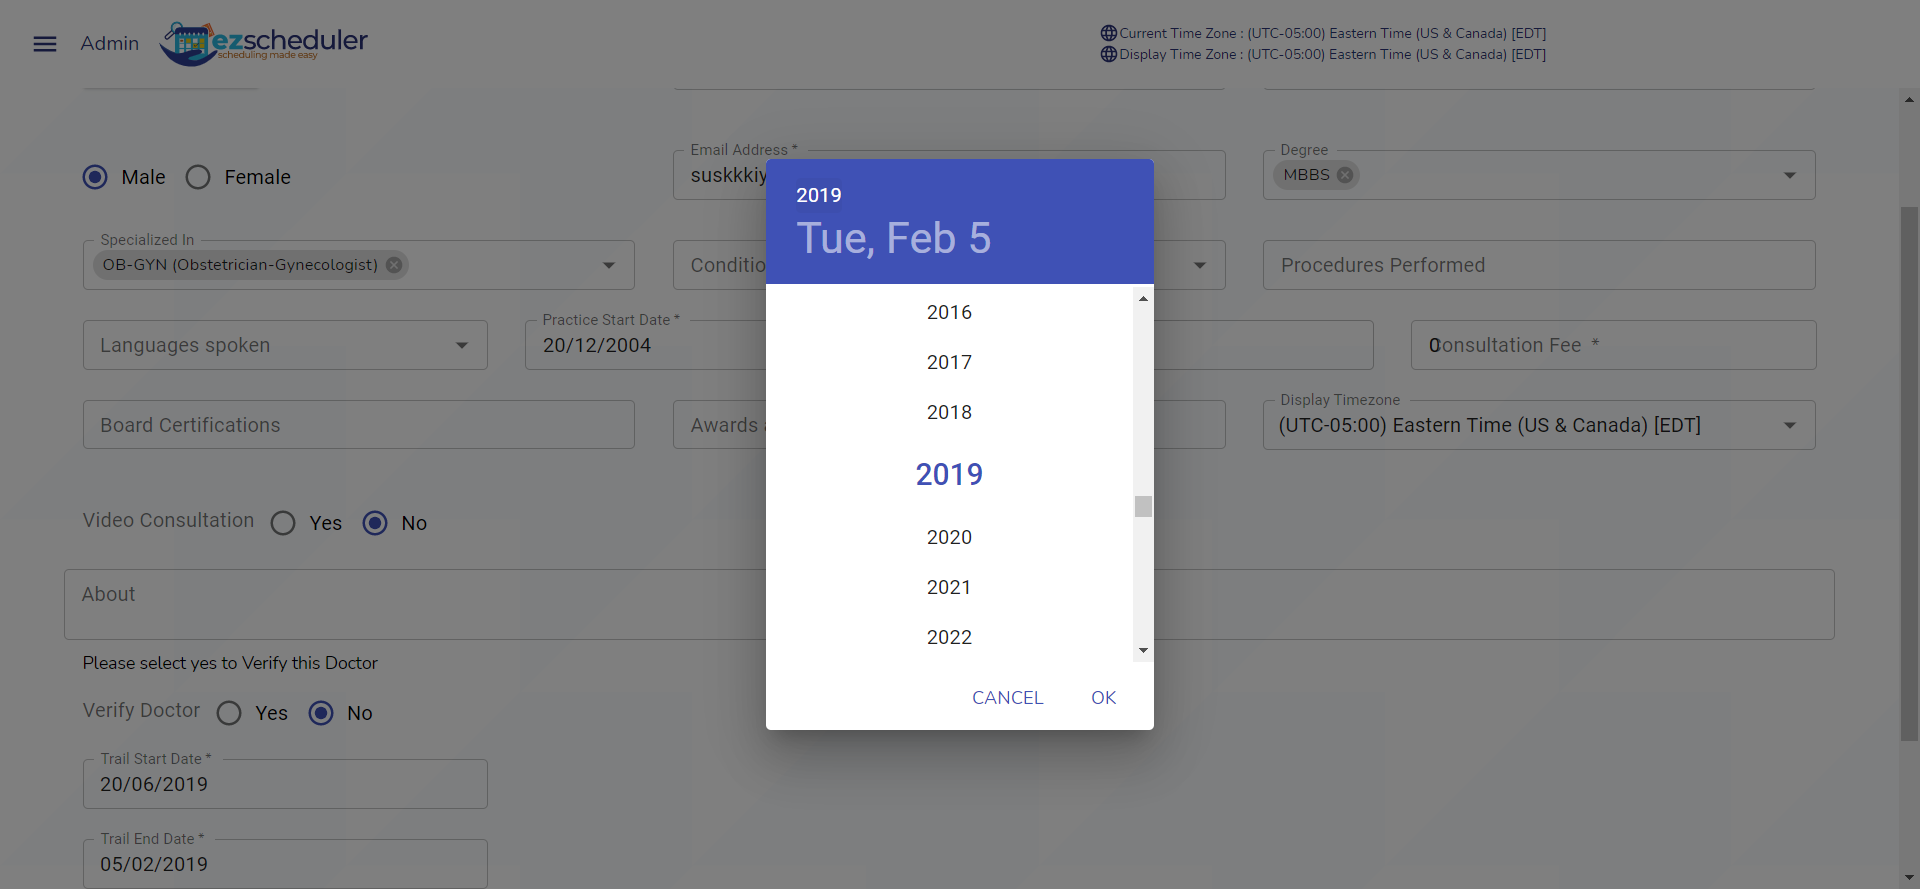 Admin
ezscheduler
scheduling made easy
Current Time Zone : (UTC-05:00) Eastern Time (US & Canada) [EDT]
Display Time Zone : (UTC-05:00) Eastern Time (US & Canada) [EDT]
Male
Female
Email Address *
suskkkiy
Degree
MBBS
Specialized In
OB-GYN (Obstetrician-Gynecologist)
Conditio
Procedures Performed
Languages spoken
Practice Start Date *
20/12/2004
0
Consultation Fee *
Board Certifications
Awards
Display Timezone
(UTC-05:00) Eastern Time (US & Canada) [EDT]
Video Consultation
Yes
No
About
Please select yes to Verify this Doctor
Verify Doctor
Yes
No
Trail Start Date *
20/06/2019
Trail End Date *
05/02/2019
2019
Tue, Feb 5
2016
2017
2018
2019
2020
2021
2022
CANCEL
OK